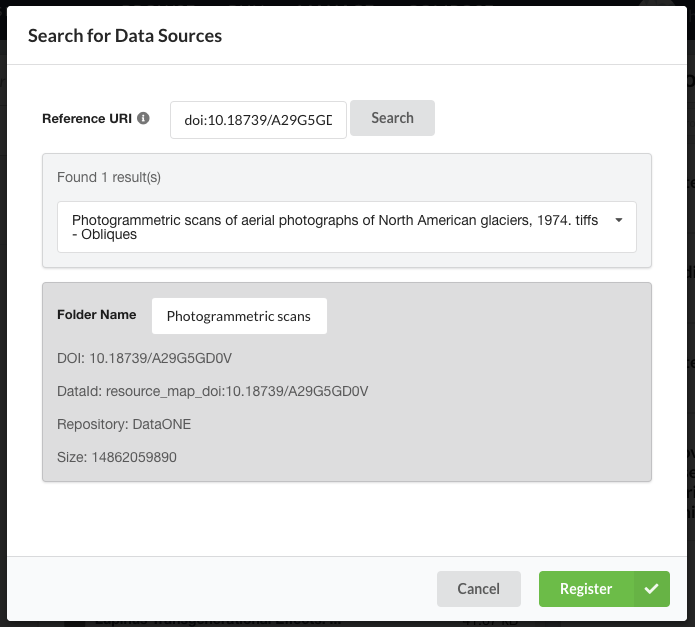 Search for Data Sources
Reference URI
doi:10.18739/A29G5GD
Search
Found 1 result(s)
Photogrammetric scans of aerial photographs of North American glaciers, 1974. tiffs
- Obliques
Folder Name
Photogrammetric scans
DOI: 10.18739/A29G5GD0V
DataId: resource_map_doi:10.18739/A29G5GD0V
Repository: DataONE
Size: 14862059890
Cancel
Register